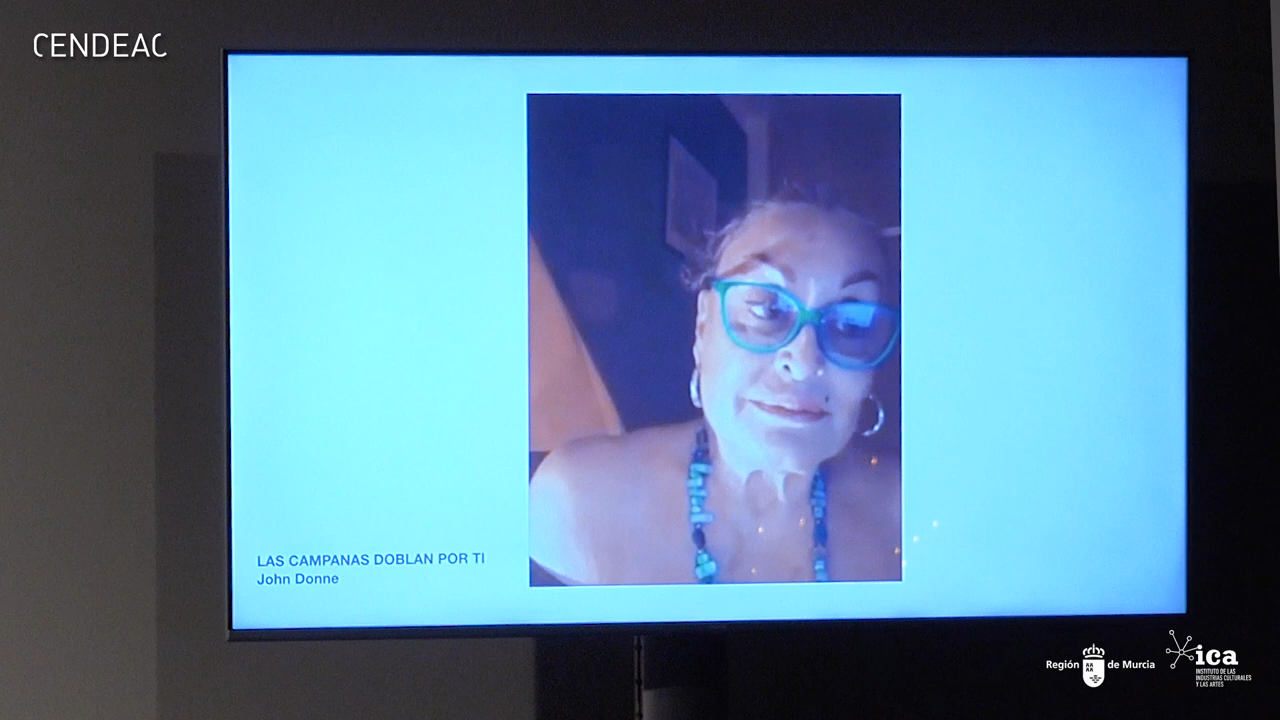 CENDEAC
LAS CAMPANAS DOBLAN POR TI
John Donne
Región de Murcia
ica
INSTITUTO DE LAS
INDUSTRIAS CULTURALES
Y LAS ARTES